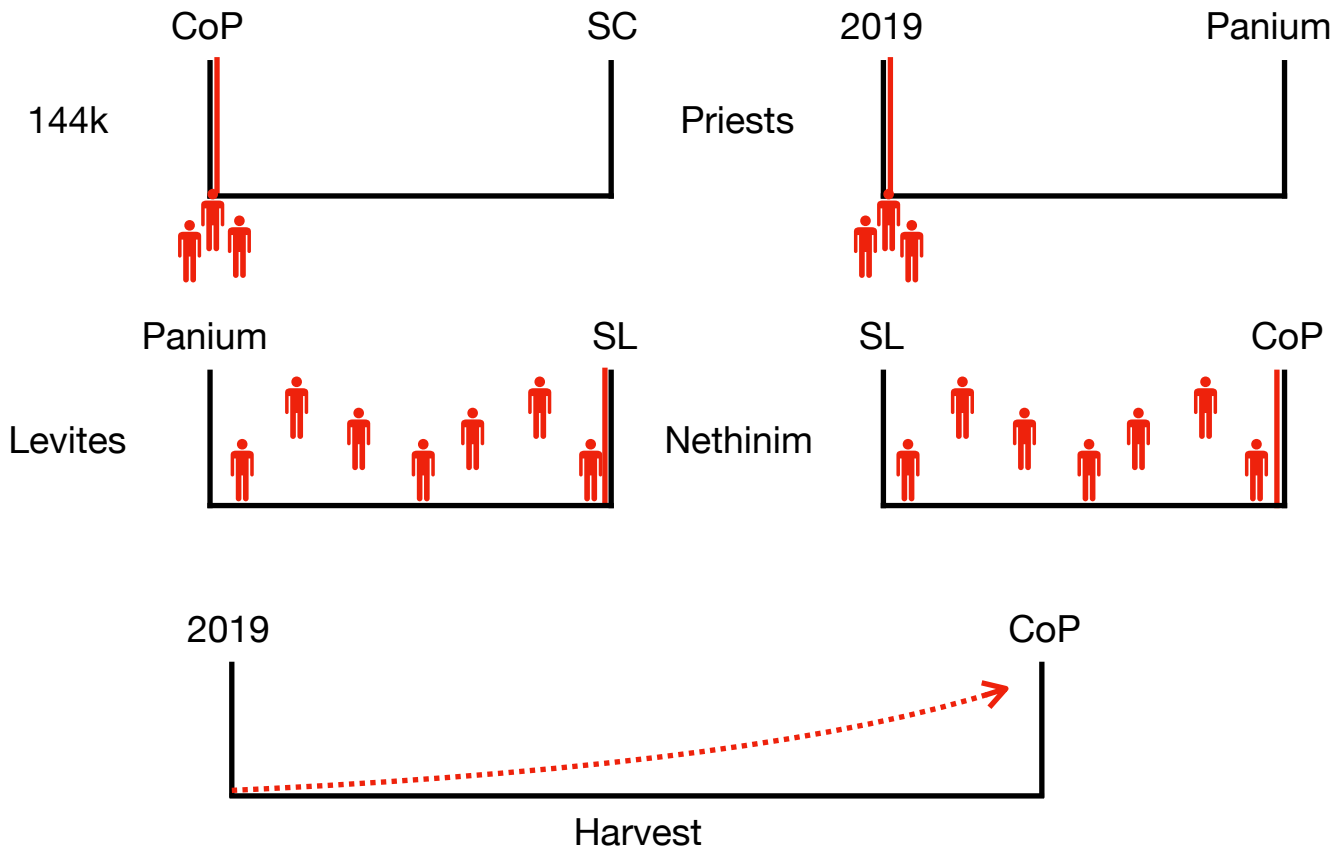 CoP SC
144k
2019 Panium
Priests
Panium SL
Levites
SL CoP
Nethinim
2019 CoP
Harvest